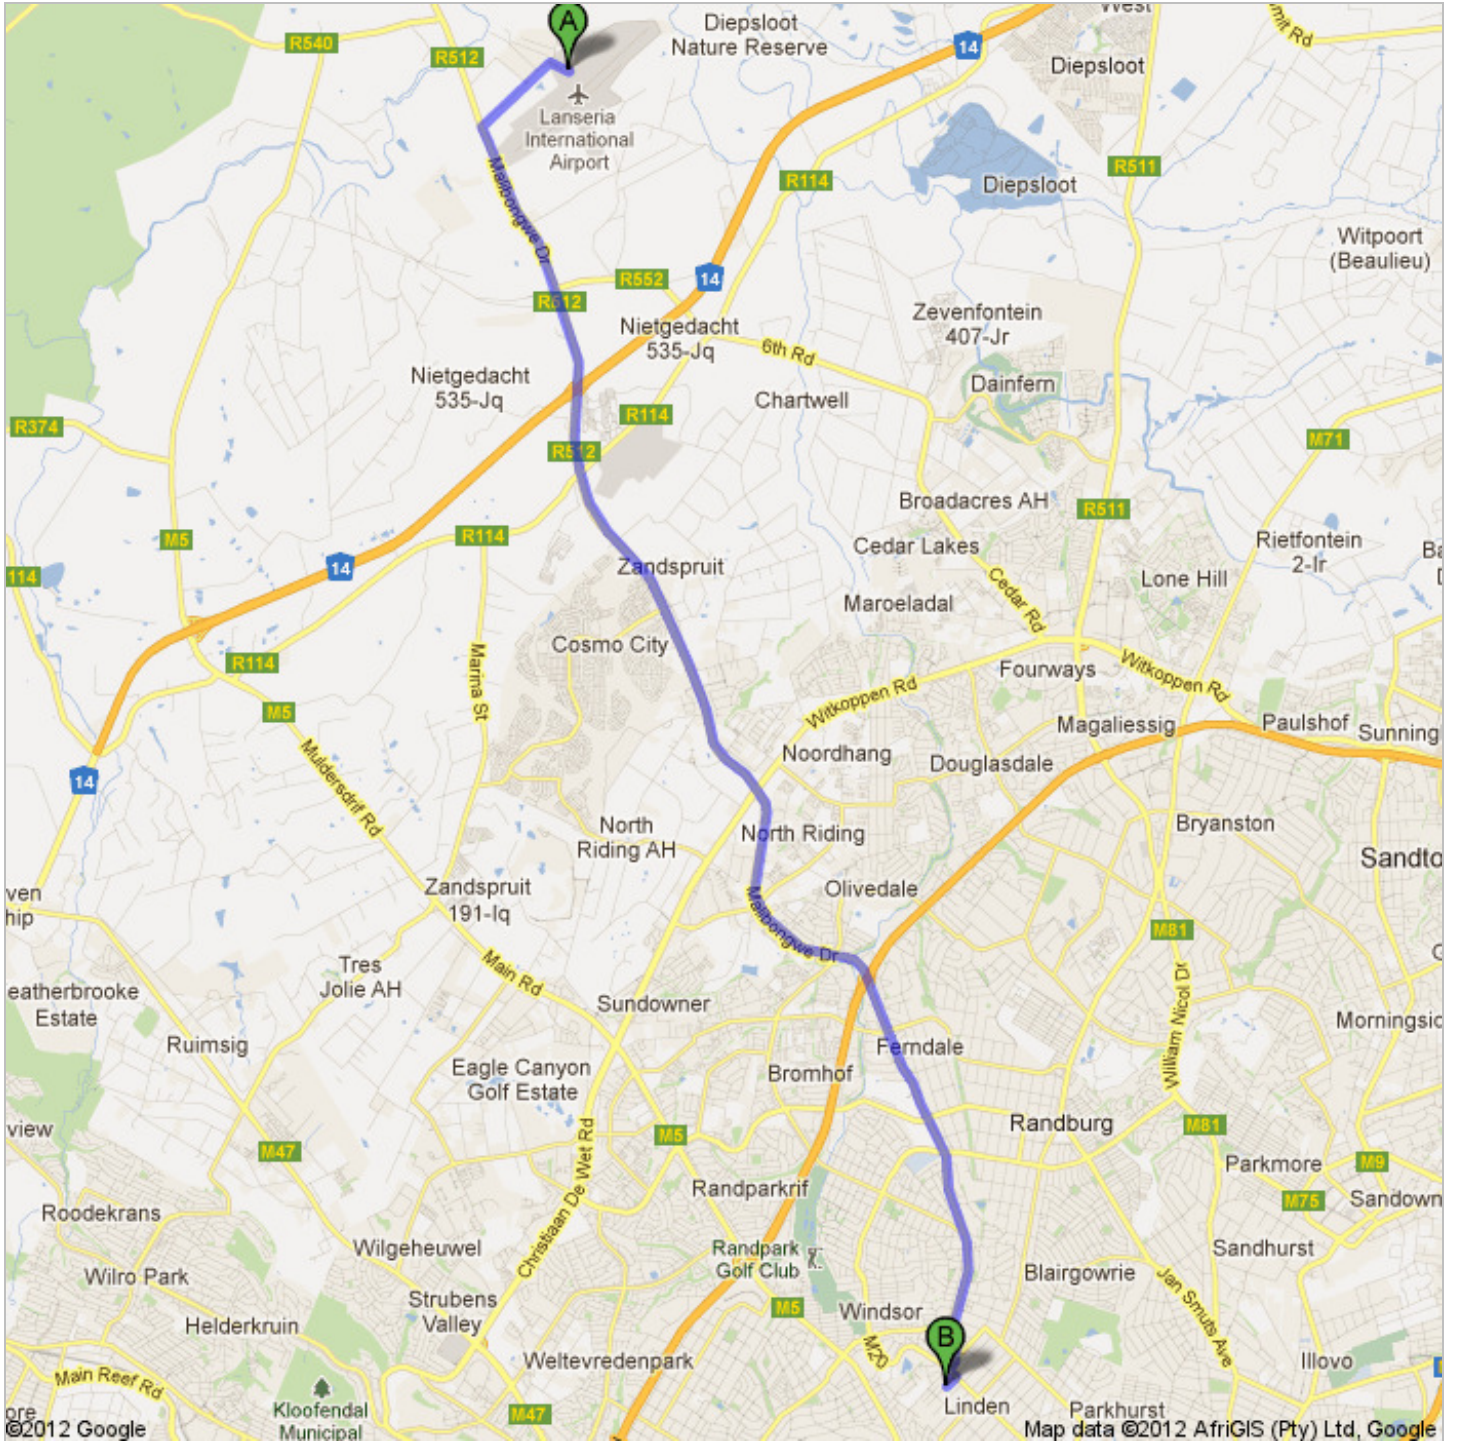 West
mit Rd
Diepsloot
Nature Reserve
14
R540
R512
A
Diepsloot
Lanseria
International
Airport
R511
R114
Diepsloot
Malibongwe Dr
Witpoort
(Beaulieu)
R552
14
R512
Zevenfontein
407-Jr
Nietgedacht
535-Jq
6th Rd
Nietgedacht
535-Jq
Dainfern
Chartwell
R114
R374
M71
R512
Broadacres AH
R511
R114
M5
Cedar Lakes
Rietfontein
2-Ir
Ba
14
Zandspruit
114
Lone Hill
Cedar Rd
Maroeladal
Cosmo City
R114
Marina St
Fourways
Witkoppen Rd
Witkoppen Rd
M5
Magaliessig
Paulshof
Sunning
Noordhang
Douglasdale
14
Muldersdrif Rd
North
Riding AH
North Riding
Bryanston
Sandto
Zandspruit
191-Iq
Olivedale
ven
hip
Malibongwe Dr
M81
Tres
Jolie AH
Main Rd
eatherbrooke
Estate
Sundowner
William Nicol Dr
Morningsid
Ruimsig
Ferndale
Eagle Canyon
Golf Estate
Bromhof
view
M47
M5
Randburg
M81
Christiaan De Wet Rd
Parkmore
M9
Randparkrif
M75
Sandown
Roodekrans
Wilgeheuwel
Randpark
Golf Club
Sandhurst
Wilro Park
Blairgowrie
Strubens
Valley
M5
Windsor
Jan Smuts Ave
Helderkruin
B
M20
Weltevredenpark
Illovo
Main Reef Rd
Kloofendal
Municipal
M47
Linden
Parkhurst
ore
©2012 Google
Map data ©2012 AfriGIS (Pty) Ltd, Google